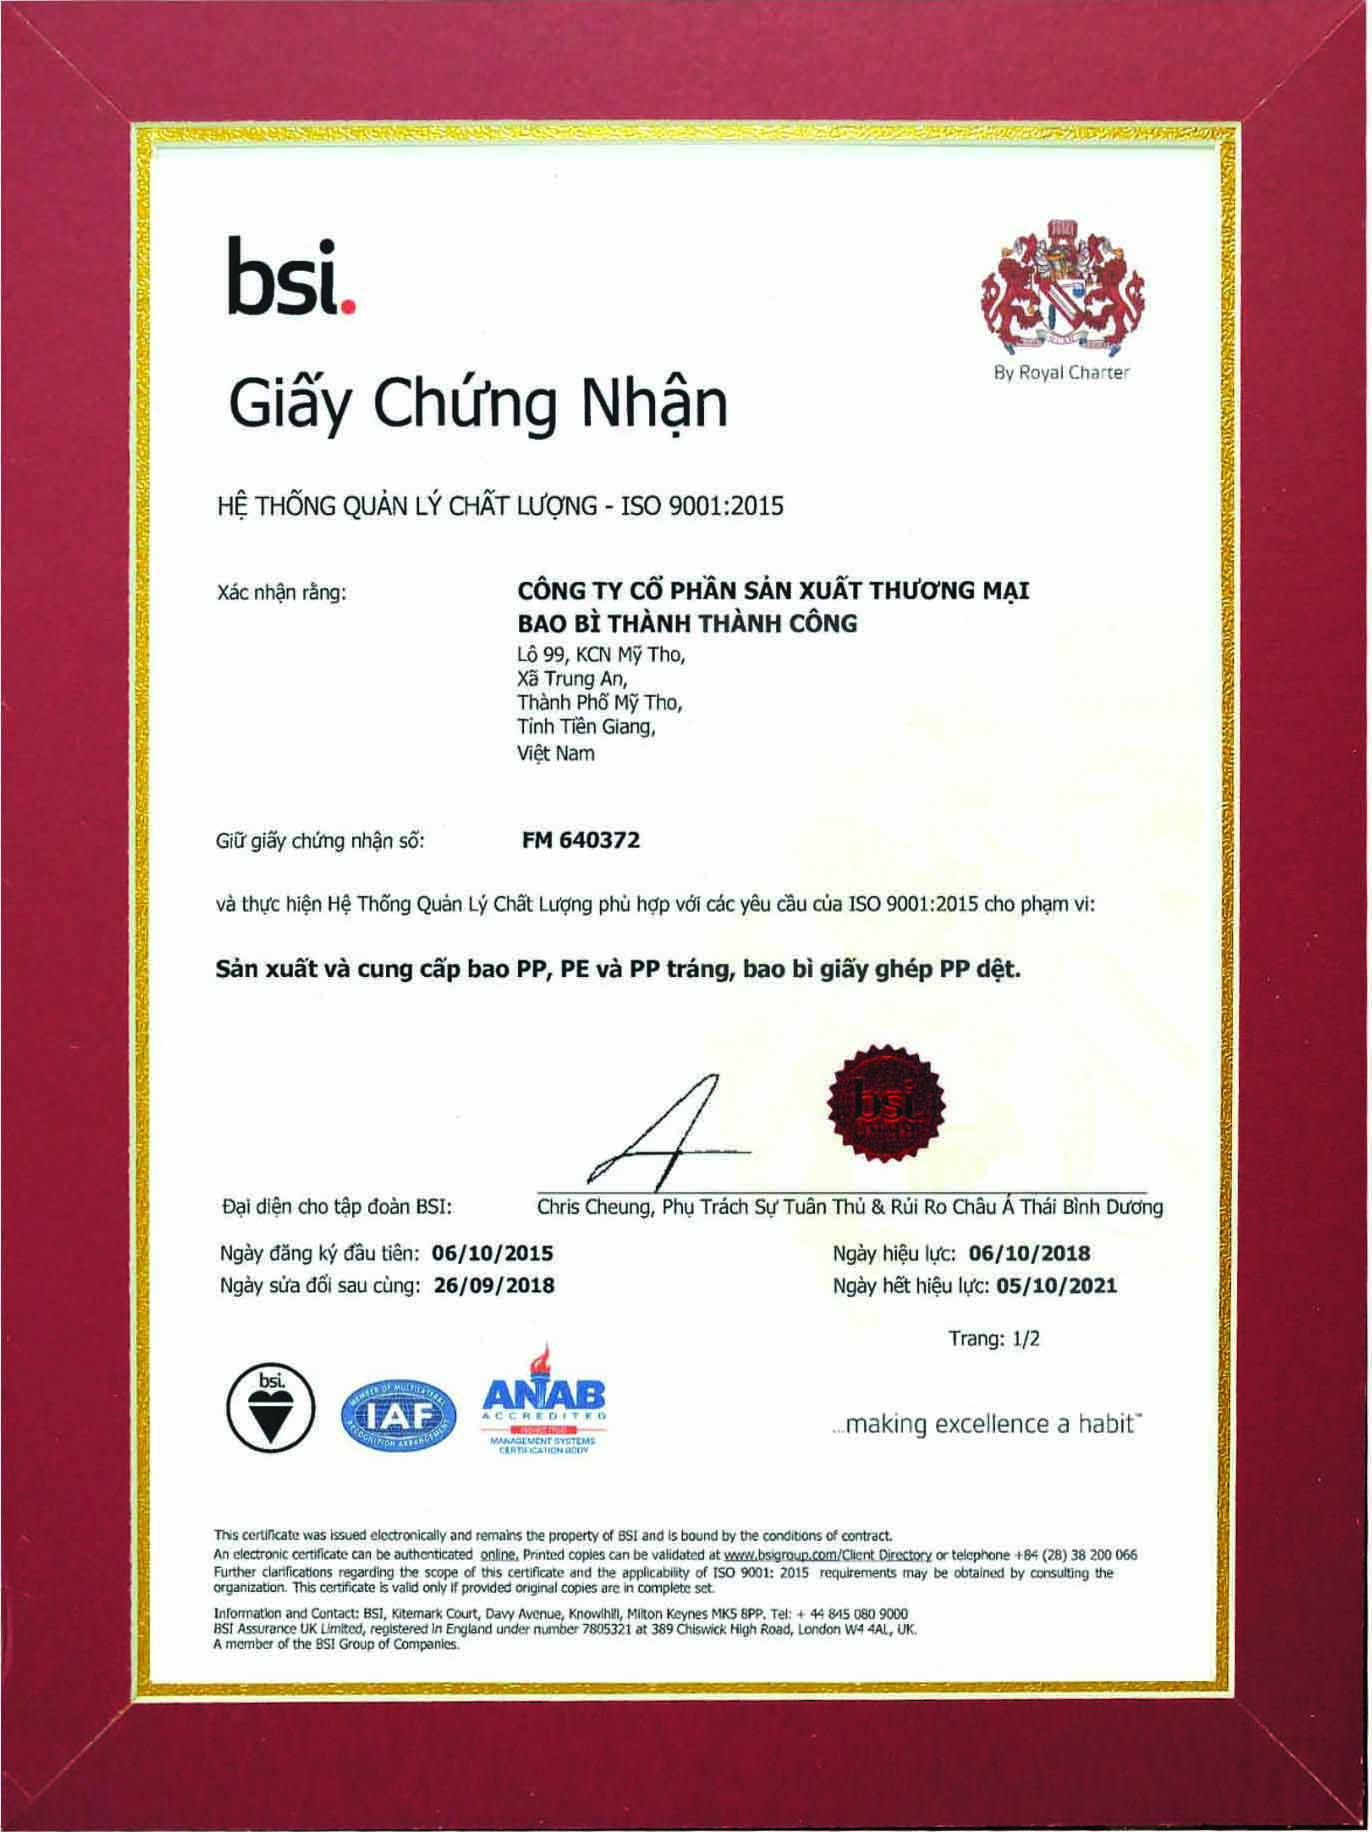 bsi.
By Royal Charter
Giấy Chứng Nhận
HỆ THỐNG QUẢN LÝ CHẤT LƯỢNG - ISO 9001:2015
Xác nhận rằng:
CÔNG TY CỔ PHẦN SẢN XUẤT THƯƠNG MẠI
BAO BÌ THÀNH THÀNH CÔNG
Lô 99, KCN Mỹ Tho,
Xã Trung An,
Thành Phố Mỹ Tho,
Tỉnh Tiền Giang,
Việt Nam
Giữ giấy chứng nhận số: FM 640372
và thực hiện Hệ Thống Quản Lý Chất Lượng phù hợp với các yêu cầu của ISO 9001:2015 cho phạm vi:
Sản xuất và cung cấp bao PP, PE và PP tráng, bao bì giấy ghép PP dệt.
bsi
Đại diện cho tập đoàn BSI: Chris Cheung, Phụ Trách Sự Tuân Thủ & Rủi Ro Châu Á Thái Bình Dương
Ngày đăng ký đầu tiên: 06/10/2015 Ngày hiệu lực: 06/10/2018
Ngày sửa đổi sau cùng: 26/09/2018 Ngày hết hiệu lực: 05/10/2021
Trang: 1/2
bsi.
MEMBER OF MULTILATERAL
IAF
RECOGNITION ARRANGEMENT
ANAB
ACCREDITED
MANAGEMENT SYSTEMS
CERTIFICATION BODY
...making excellence a habit™
This certificate was issued electronically and remains the property of BSI and is bound by the conditions of contract.
An electronic certificate can be authenticated online. Printed copies can be validated at www.bsigroup.com/Client Directory or telephone +84 (28) 38 200 066
Further clarifications regarding the scope of this certificate and the applicability of ISO 9001: 2015 requirements may be obtained by consulting the
organization. This certificate is valid only if provided original copies are in complete set.
Information and Contact: BSI, Kitemark Court, Davy Avenue, Knowlhill, Milton Keynes MK5 8PP. Tel: + 44 845 080 9000
BSI Assurance UK Limited, registered in England under number 7805321 at 389 Chiswick High Road, London W4 4AL, UK.
A member of the BSI Group of Companies.